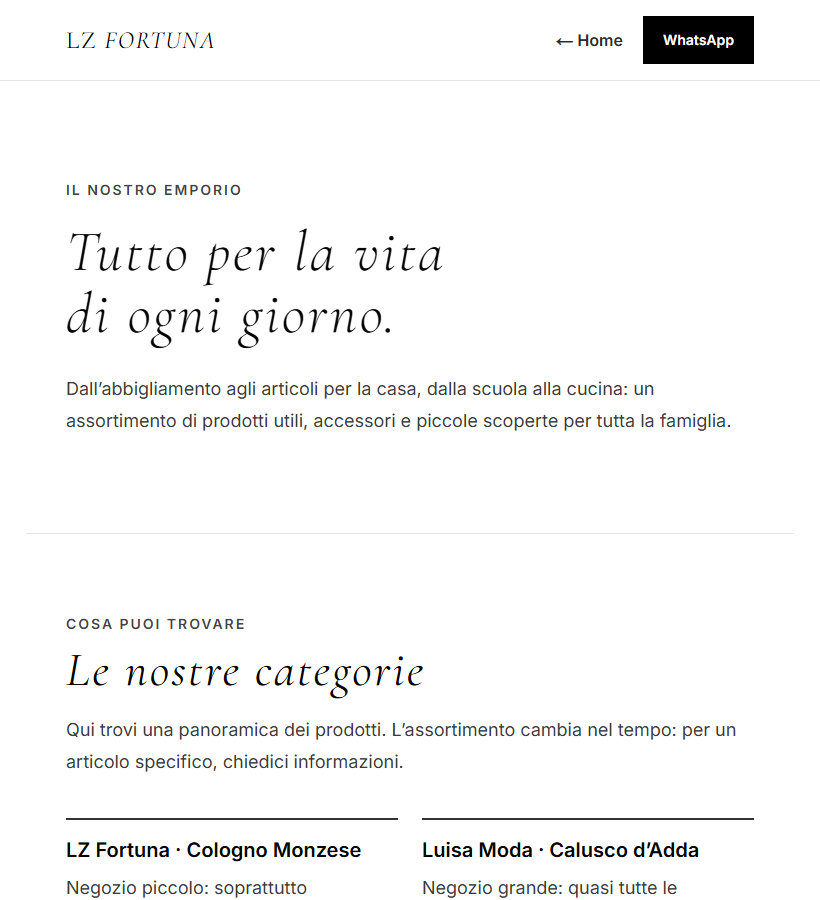 LZ FORTUNA
← Home
WhatsApp
IL NOSTRO EMPORIO
Tutto per la vita
di ogni giorno.
Dall’abbigliamento agli articoli per la casa, dalla scuola alla cucina: un
assortimento di prodotti utili, accessori e piccole scoperte per tutta la famiglia.
COSA PUOI TROVARE
Le nostre categorie
Qui trovi una panoramica dei prodotti. L’assortimento cambia nel tempo: per un
articolo specifico, chiedici informazioni.
LZ Fortuna · Cologno Monzese
Negozio piccolo: soprattutto
Luisa Moda · Calusco d’Adda
Negozio grande: quasi tutte le